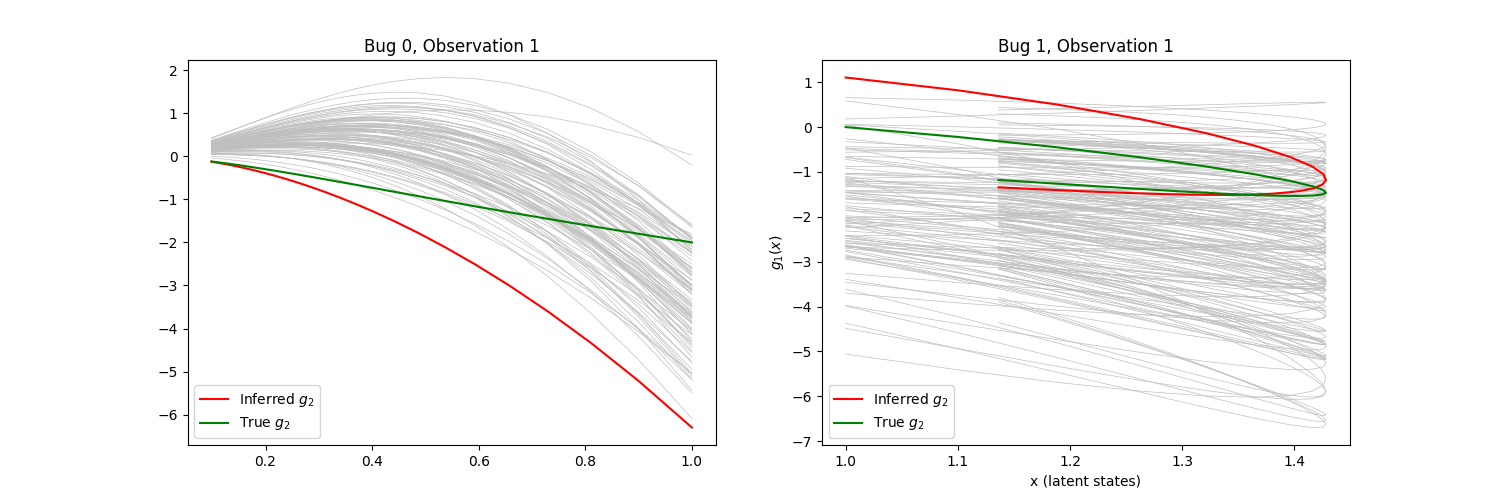 Bug 0, Observation 1
2
1
0
−1
−2
−3
−4
−5
−6
0.2 0.4 0.6 0.8 1.0
Inferred g₂
True g₂
Bug 1, Observation 1
g₁(x)
1
0
−1
−2
−3
−4
−5
−6
−7
1.0 1.1 1.2 1.3 1.4
x (latent states)
Inferred g₂
True g₂